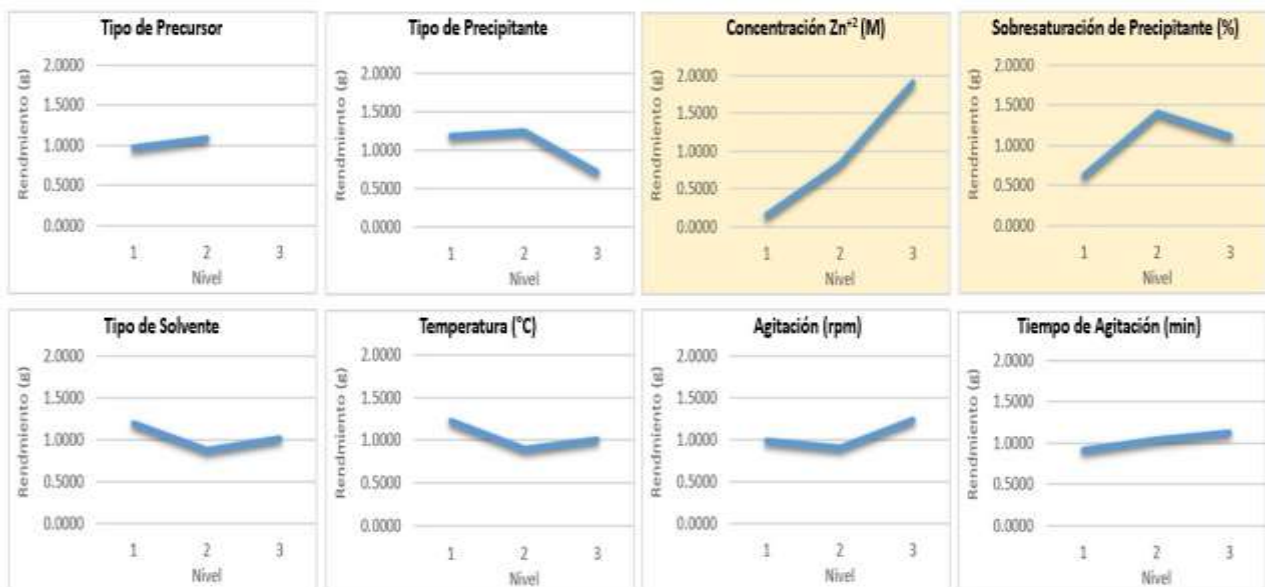 Tipo de Precursor
Rendmiento (g)
2.0000
1.5000
1.0000
0.5000
0.0000
1 2 3
Nivel
Tipo de Precipitante
Rendimiento (g)
2.0000
1.5000
1.0000
0.5000
0.0000
1 2 3
Nivel
Concentración Zn⁺² (M)
Rendimiento (g)
2.0000
1.5000
1.0000
0.5000
0.0000
1 2 3
Nivel
Sobresaturación de Precipitante (%)
Rendimiento (g)
2.0000
1.5000
1.0000
0.5000
0.0000
1 2 3
Nivel
Tipo de Solvente
Rendimiento (g)
2.0000
1.5000
1.0000
0.5000
0.0000
1 2 3
Nivel
Temperatura (°C)
Rendimiento (g)
2.0000
1.5000
1.0000
0.5000
0.0000
1 2 3
Nivel
Agitación (rpm)
Rendimiento (g)
2.0000
1.5000
1.0000
0.5000
0.0000
1 2 3
Nivel
Tiempo de Agitación (min)
Rendimiento (g)
2.0000
1.5000
1.0000
0.5000
0.0000
1 2 3
Nivel